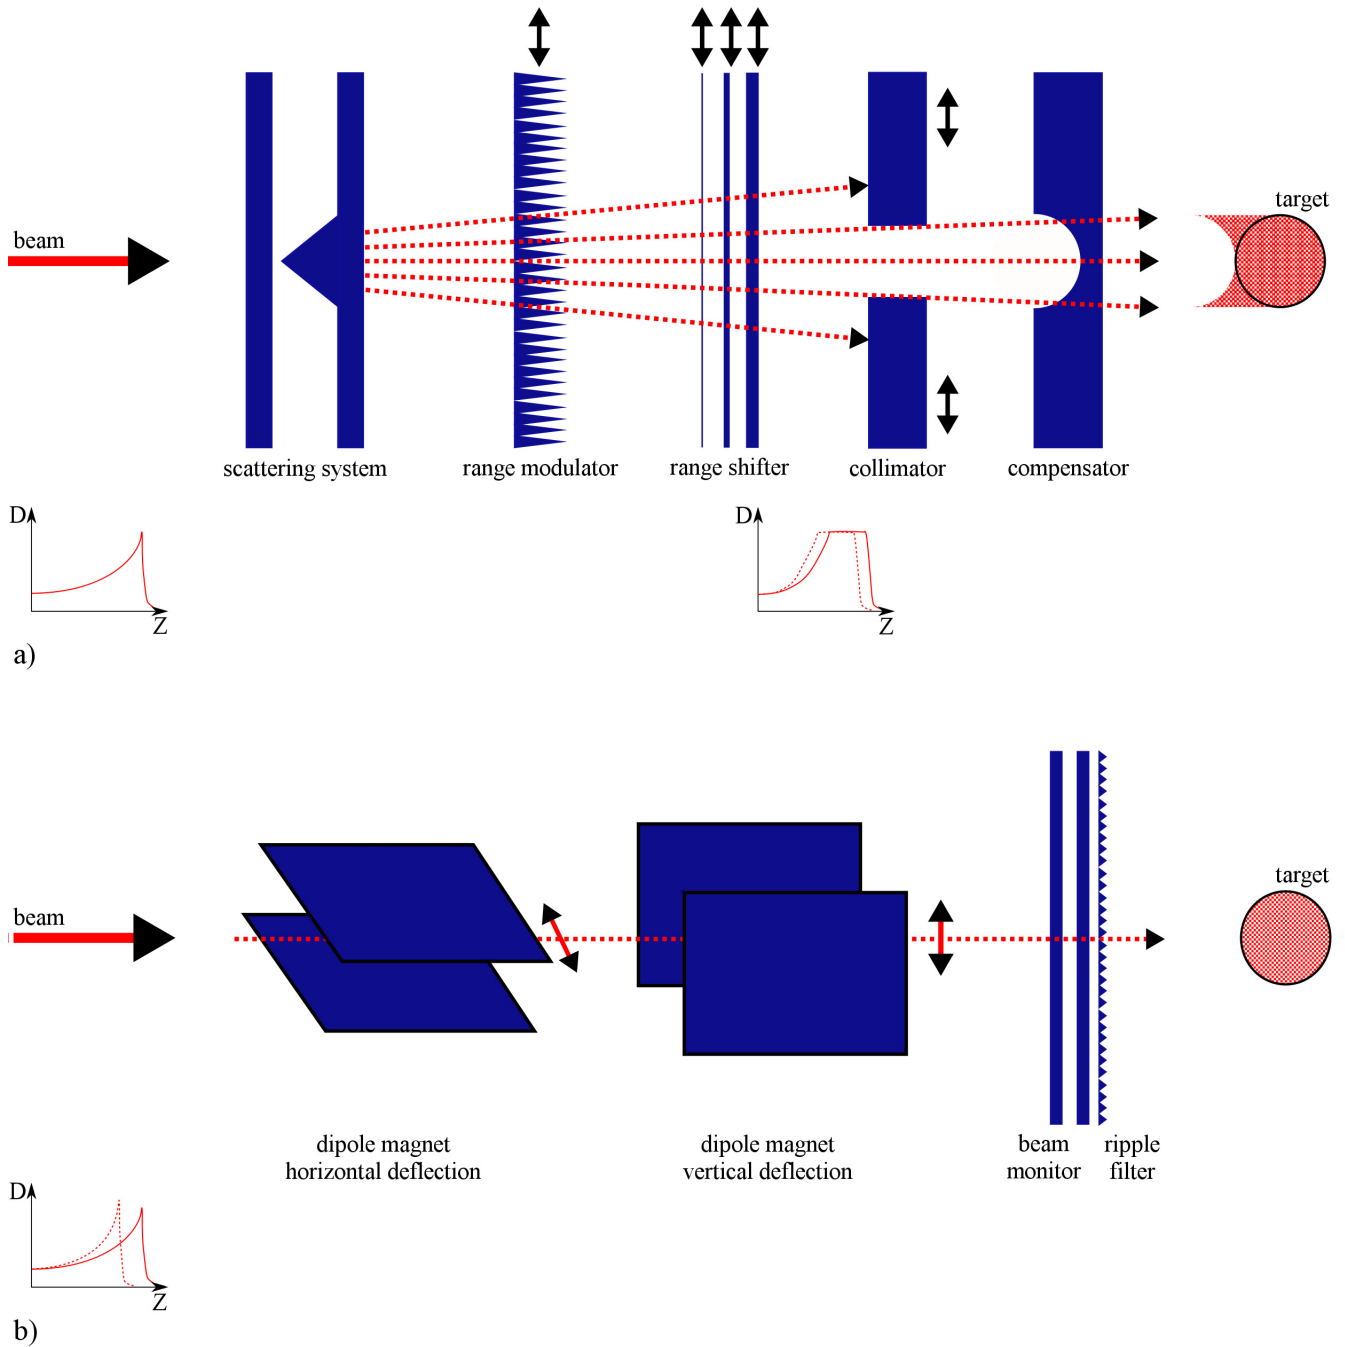 beam
target
scattering system
range modulator
range shifter
collimator
compensator
D
Z
D
Z
a)
beam
target
dipole magnet
horizontal deflection
dipole magnet
vertical deflection
beam
monitor
ripple
filter
D
Z
b)